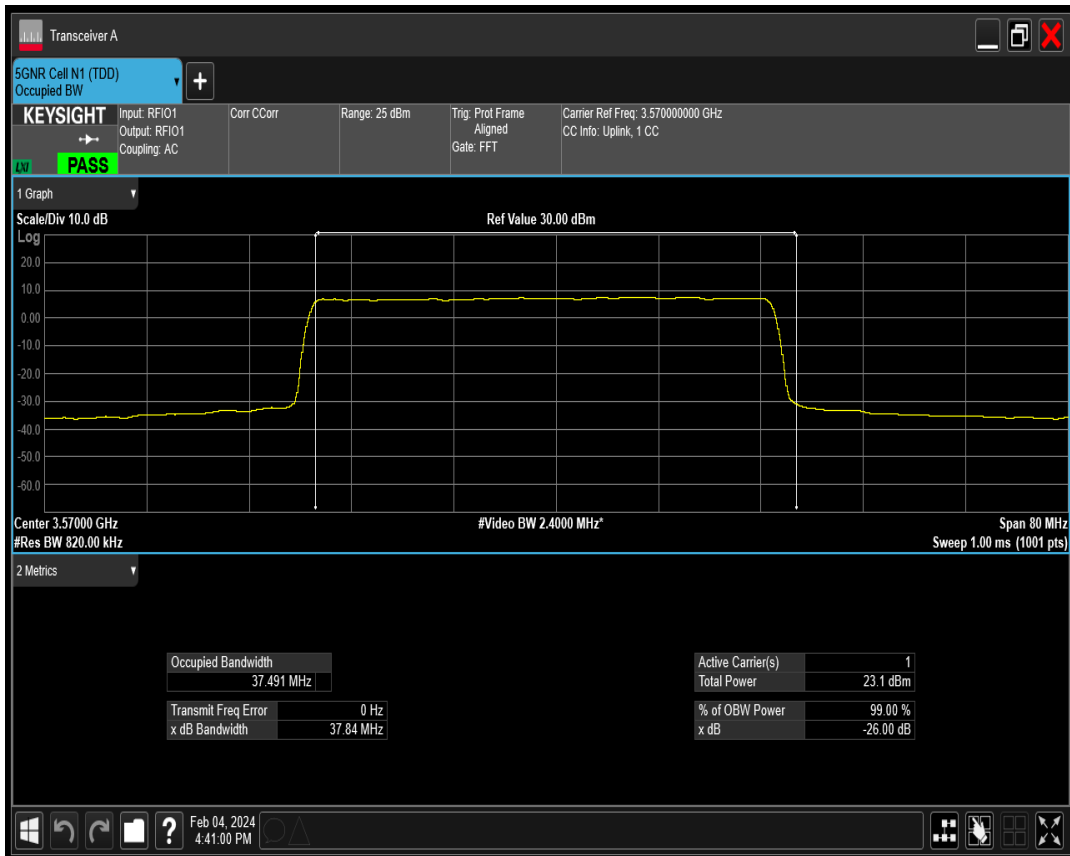 Transceiver A
5GNR Cell N1 (TDD)
Occupied BW
+
KEYSIGHT
LXI
PASS
Input: RFIO1
Output: RFIO1
Coupling: AC
Corr CCorr
Range: 25 dBm
Trig: Prot Frame
Aligned
Gate: FFT
Carrier Ref Freq: 3.570000000 GHz
CC Info: Uplink, 1 CC
1 Graph
Scale/Div 10.0 dB
Ref Value 30.00 dBm
Log
20.0
10.0
0.00
-10.0
-20.0
-30.0
-40.0
-50.0
-60.0
Center 3.57000 GHz
#Video BW 2.4000 MHz*
Span 80 MHz
#Res BW 820.00 kHz
Sweep 1.00 ms (1001 pts)
2 Metrics
Occupied Bandwidth
37.491 MHz
Transmit Freq Error 0 Hz
x dB Bandwidth 37.84 MHz
Active Carrier(s) 1
Total Power 23.1 dBm
% of OBW Power 99.00 %
x dB -26.00 dB
?
Feb 04, 2024
4:41:00 PM